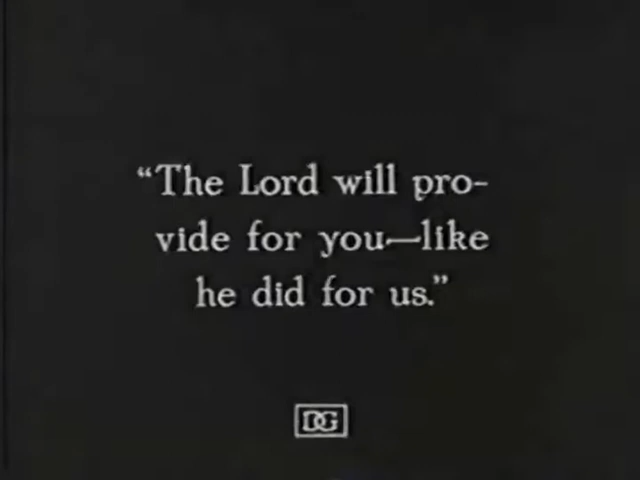 “The Lord will pro-
vide for you—like
he did for us.”
DG